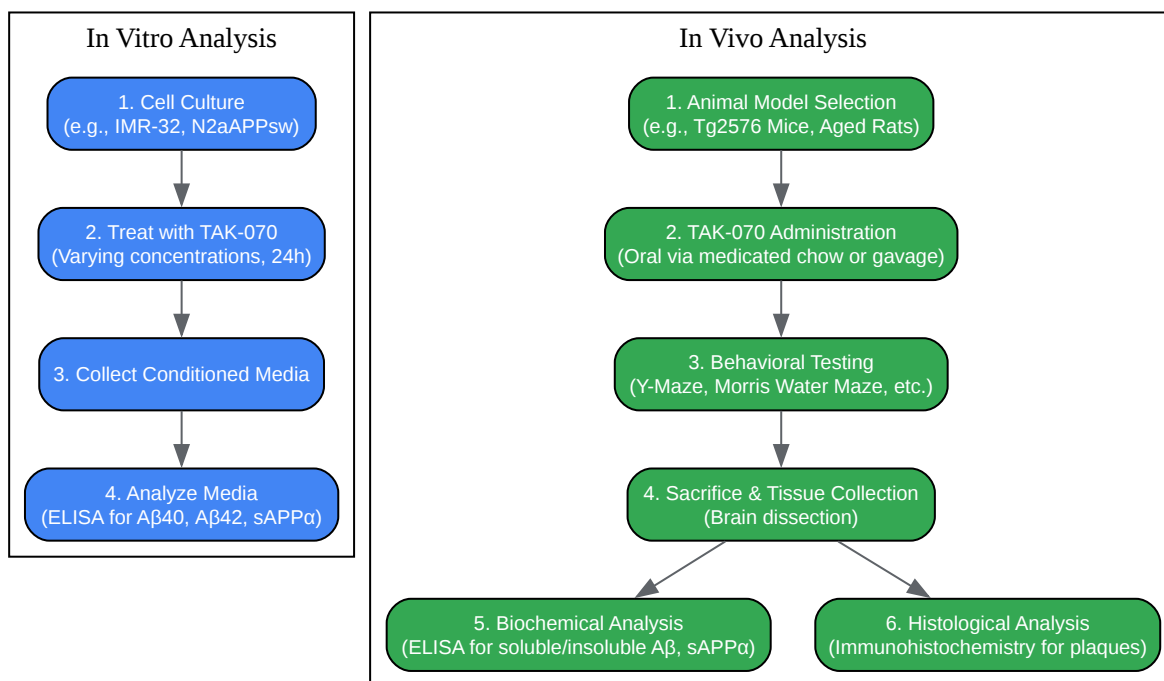 In Vitro Analysis
1. Cell Culture
(e.g., IMR-32, N2aAPPsw)
2. Treat with TAK-070
(Varying concentrations, 24h)
3. Collect Conditioned Media
4. Analyze Media
(ELISA for Aβ40, Aβ42, sAPPα)
In Vivo Analysis
1. Animal Model Selection
(e.g., Tg2576 Mice, Aged Rats)
2. TAK-070 Administration
(Oral via medicated chow or gavage)
3. Behavioral Testing
(Y-Maze, Morris Water Maze, etc.)
4. Sacrifice & Tissue Collection
(Brain dissection)
5. Biochemical Analysis
(ELISA for soluble/insoluble Aβ, sAPPα)
6. Histological Analysis
(Immunohistochemistry for plaques)